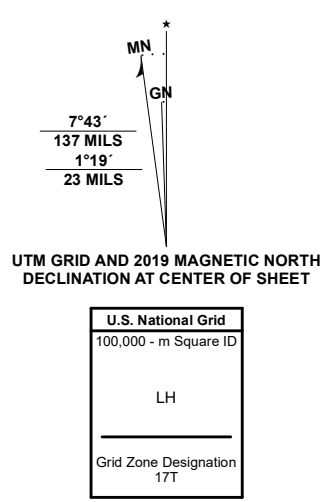 ★
MN
GN
7°43´
137 MILS
1°19´
23 MILS
UTM GRID AND 2019 MAGNETIC NORTH
DECLINATION AT CENTER OF SHEET
U.S. National Grid
100,000 - m Square ID
LH
Grid Zone Designation
17T